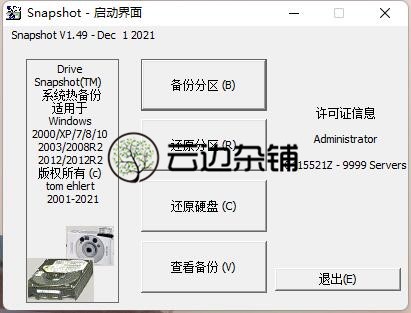 Snapshot - 启动界面
Snapshot V1.49 - Dec 1 2021
Drive
Snapshot(TM)
系统热备份
适用于
Windows
2000/XP/7/8/10
2003/2008R2
2012/2012R2
版权所有 (c)
tom ehlert
2001-2021
备份分区 (B)
还原分区 (R)
还原硬盘 (C)
查看备份 (V)
许可证信息
Administrator
15521Z - 9999 Servers
退出(E)
云边杂铺